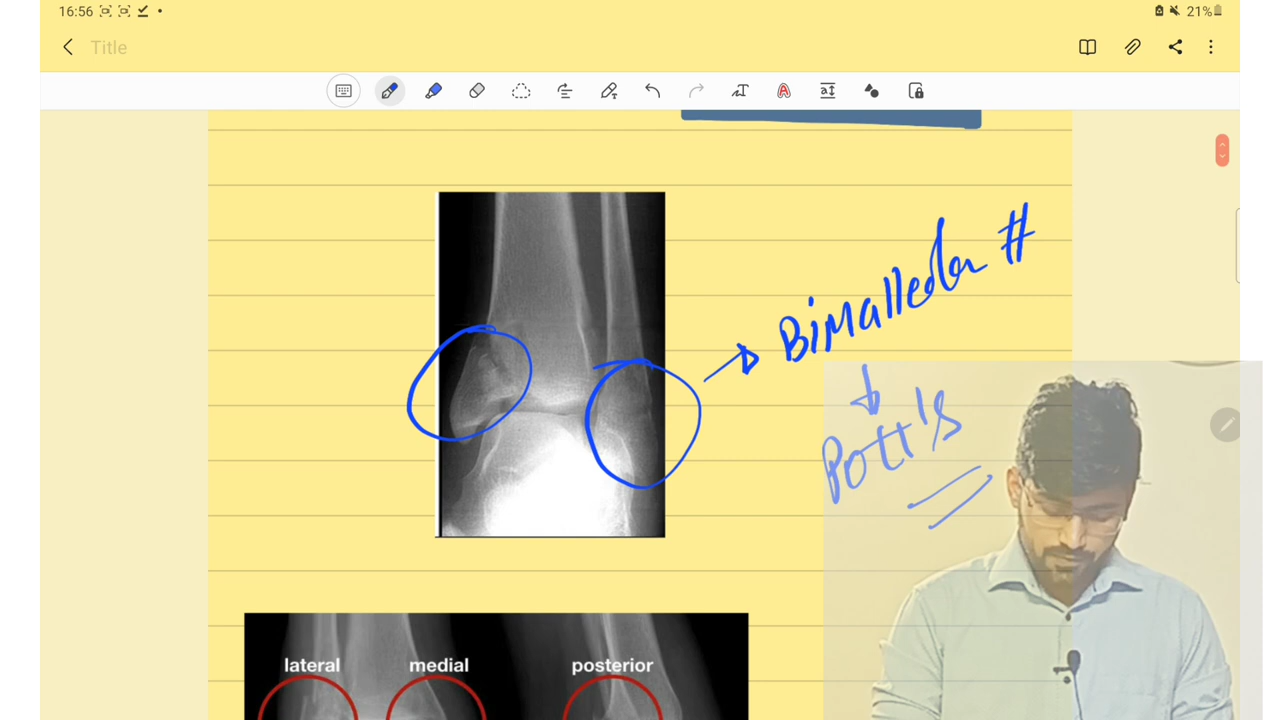 16:56
21%
Title
Bimalleolar #
Pott's
lateral medial posterior